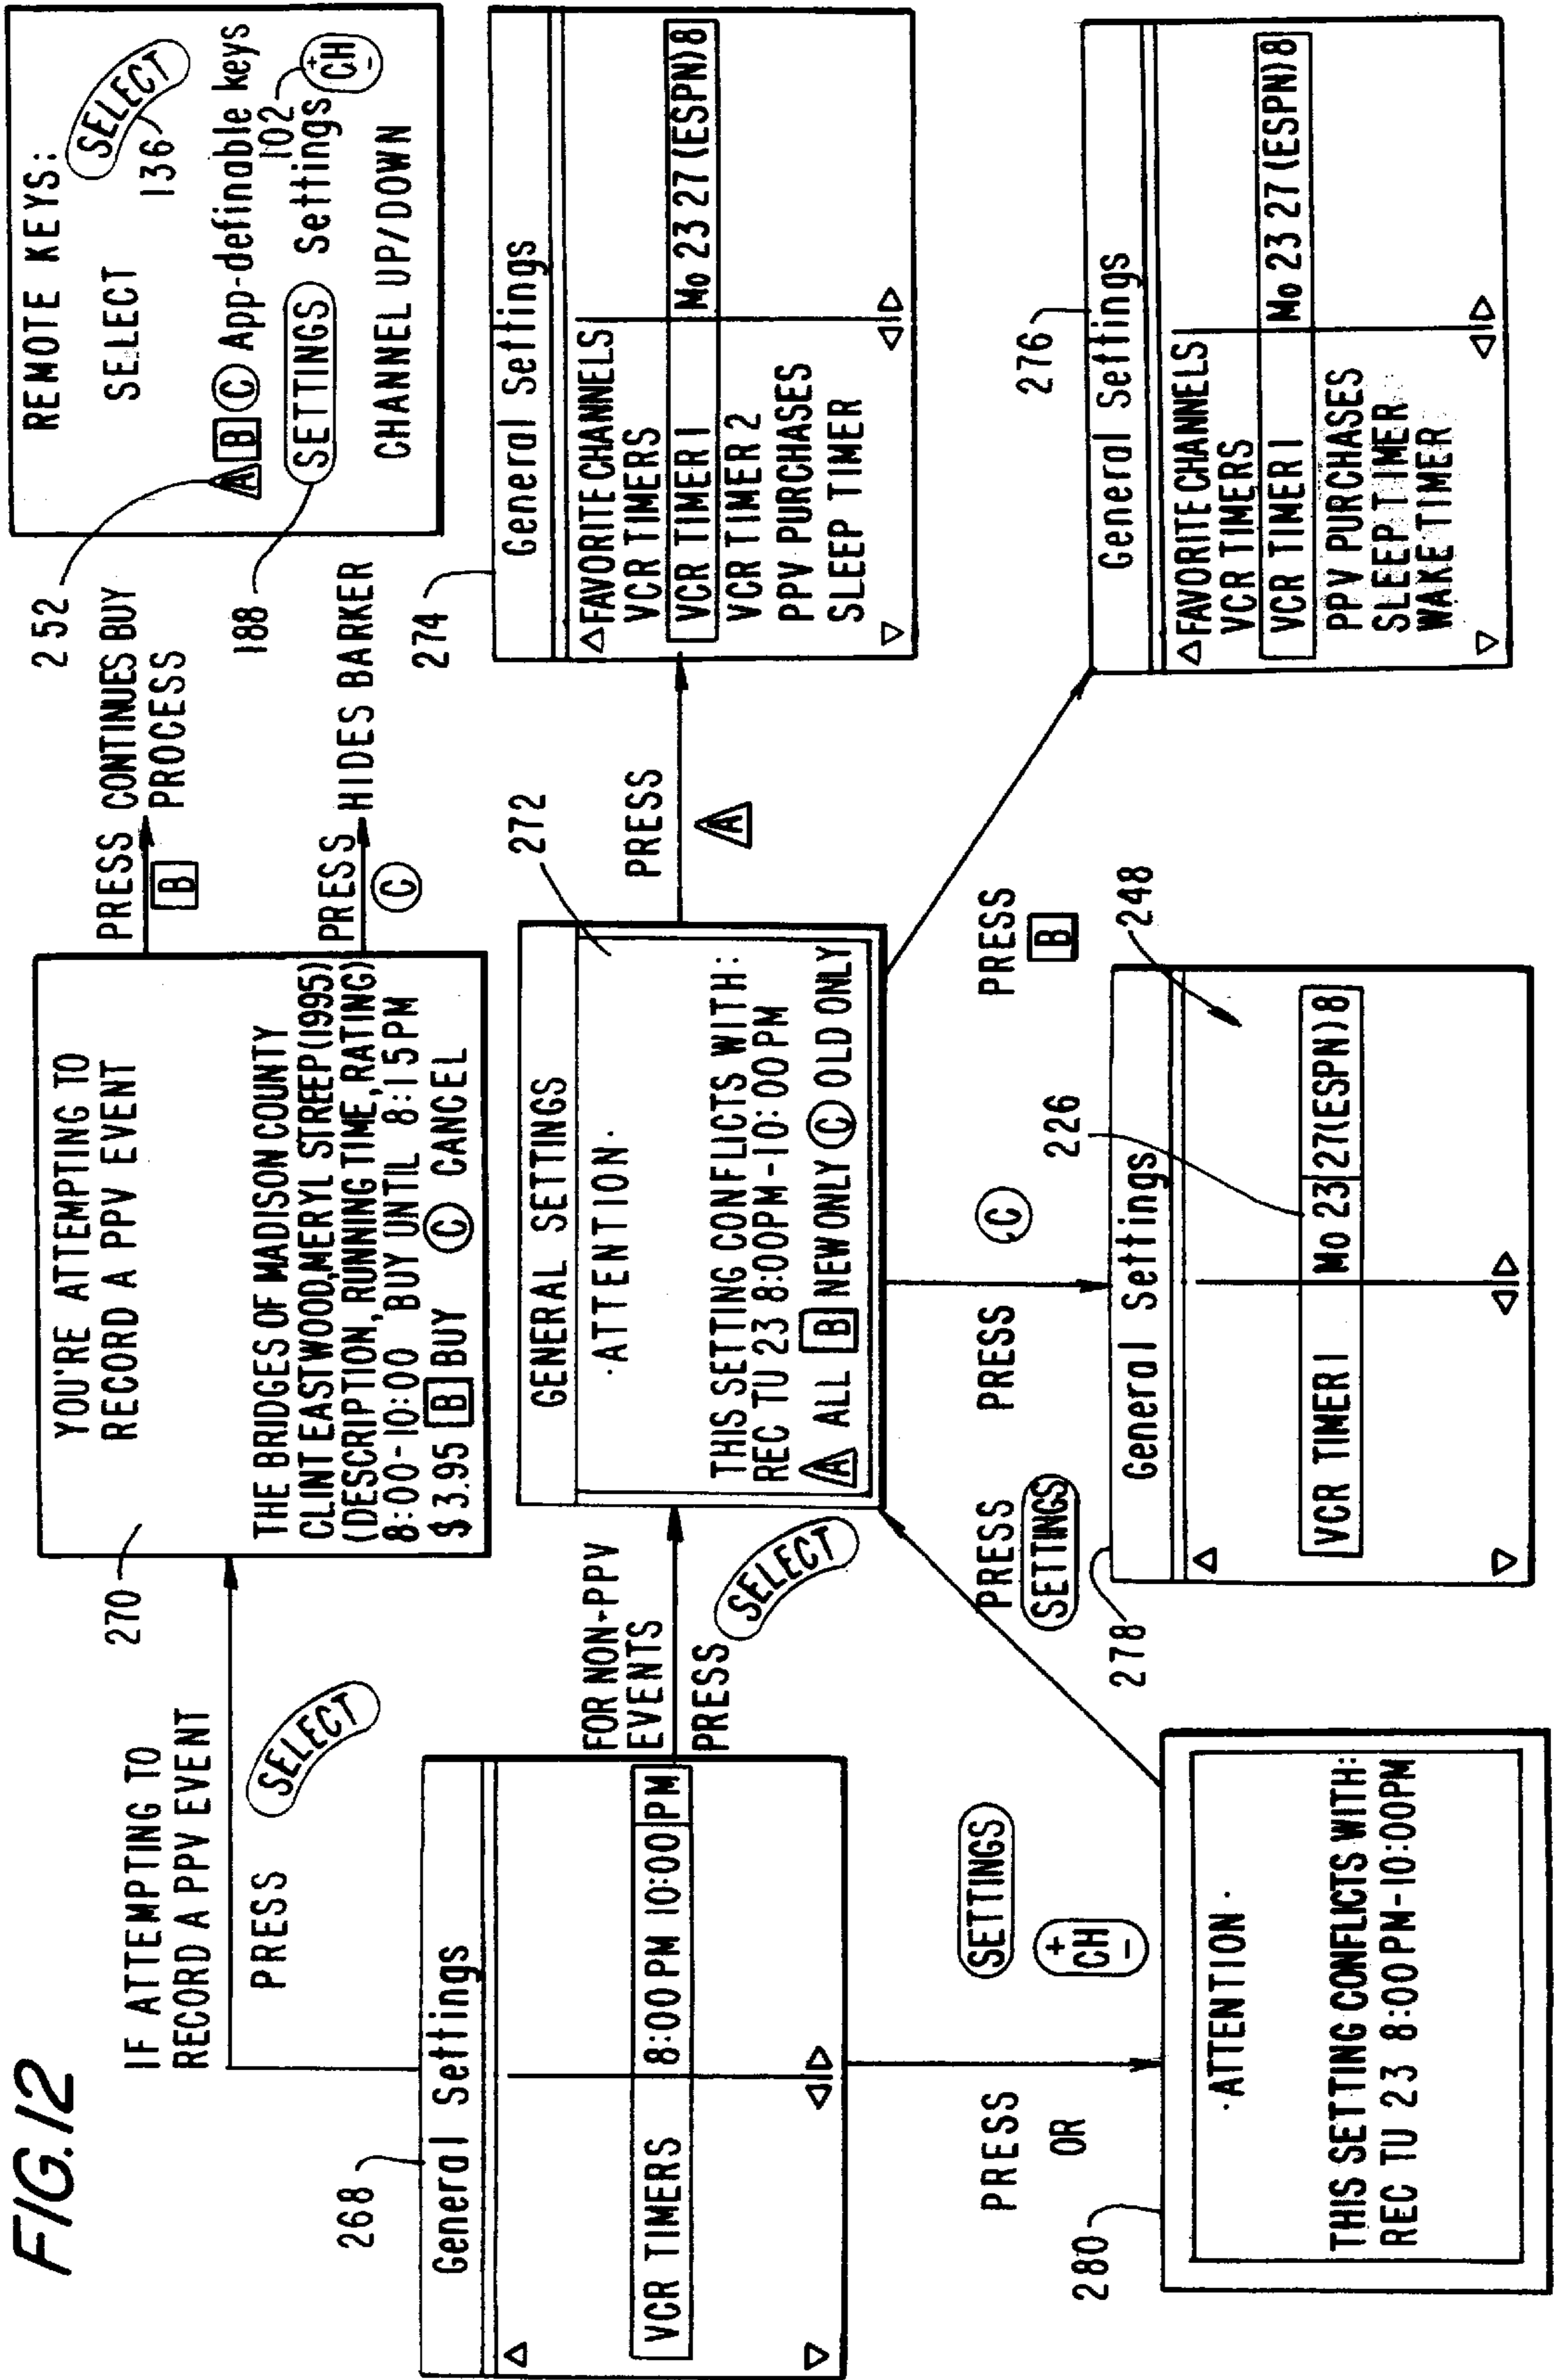 FIG.12
IF ATTEMPTING TO
RECORD A PPV EVENT
PRESS
SELECT
270
YOU'RE ATTEMPTING TO
RECORD A PPV EVENT
THE BRIDGES OF MADISON COUNTY
CLINT EASTWOOD,MERYL STREEP(1995)
(DESCRIPTION, RUNNING TIME, RATING)
8:00-10:00 BUY UNTIL 8:15PM
$3.95 B BUY C CANCEL
PRESS CONTINUES BUY
B PROCESS
PRESS HIDES BARKER
C
REMOTE KEYS:
SELECT SELECT
136
252
A B C App-definable keys
102
188
SETTINGS Settings
CHANNEL UP/DOWN + CH -
268
General Settings
VCR TIMERS 8:00PM 10:00 PM
FOR NON-PPV
EVENTS
PRESS
SELECT
272
GENERAL SETTINGS
·ATTENTION·
THIS SETTING CONFLICTS WITH:
REC TU 23 8:00PM-10:00PM
A ALL B NEW ONLY C OLD ONLY
PRESS
A
274
General Settings
FAVORITE CHANNELS
VCR TIMERS
VCR TIMER 1 Mo 23 27 (ESPN) 8
VCR TIMER 2
PPV PURCHASES
SLEEP TIMER
PRESS SETTINGS
OR + CH -
280
·ATTENTION·
THIS SETTING CONFLICTS WITH:
REC TU 23 8:00PM-10:00PM
PRESS
SETTINGS
PRESS C
278
General Settings
226
VCR TIMER 1 Mo 23 27(ESPN) 8
248
PRESS
B
276
General Settings
FAVORITE CHANNELS
VCR TIMERS
VCR TIMER 1 Mo 23 27 (ESPN) 8
PPV PURCHASES
SLEEP TIMER
WAKE TIMER